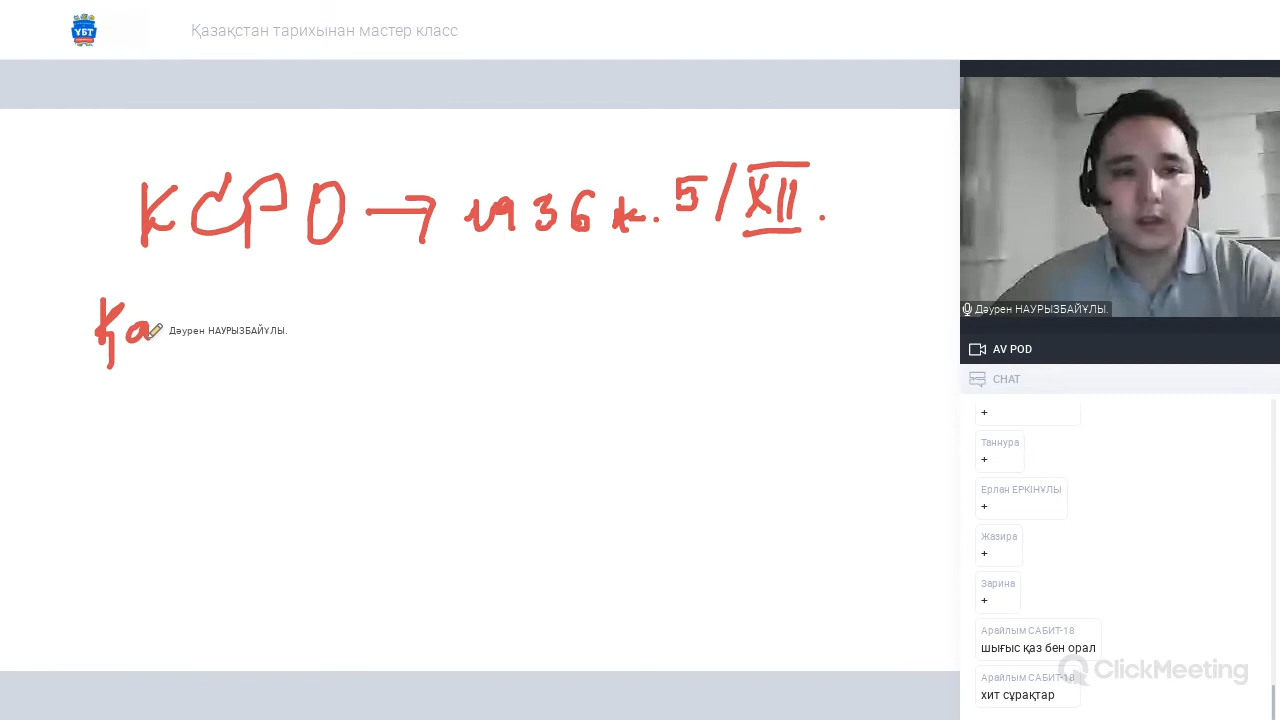 ҰБТ
Қазақстан тарихынан мастер класс
КСРО → 1936 ж. 5/XII.
Қа
Дәурен НАУРЫЗБАЙҰЛЫ.
Дәурен НАУРЫЗБАЙҰЛЫ.
AV POD
CHAT
+
Таннура
+
Ерлан ЕРКІНҰЛЫ
+
Жазира
+
Зарина
+
Арайлым САБИТ-18
шығыс қаз бен орал
Арайлым САБИТ-18
хит сұрақтар
ClickMeeting